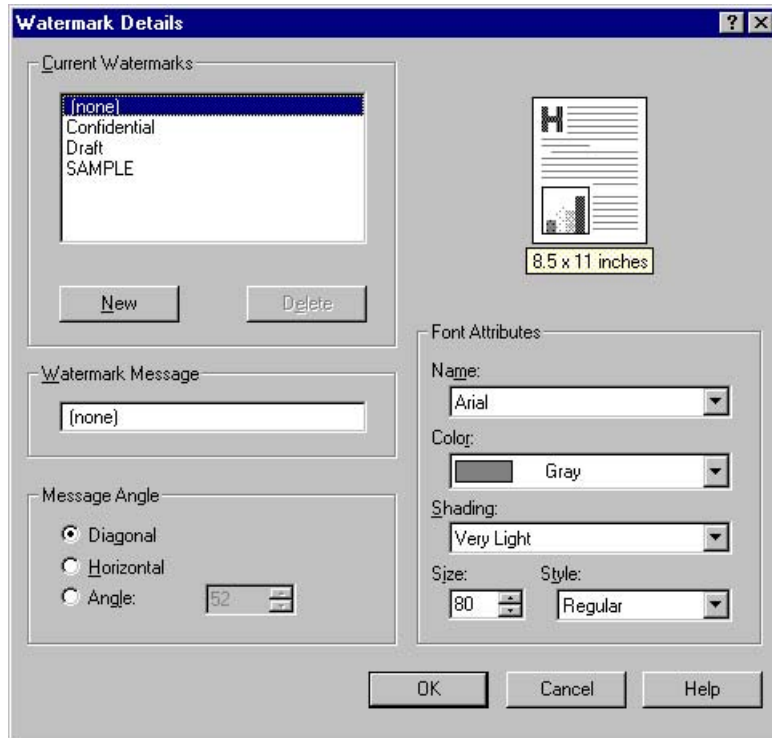 Watermark Details
Current Watermarks
(none)
Confidential
Draft
SAMPLE
New
Delete
Watermark Message
(none)
Message Angle
Diagonal
Horizontal
Angle:
52
H
8.5 x 11 inches
Font Attributes
Name:
Arial
Color:
Gray
Shading:
Very Light
Size:
Style:
80
Regular
OK
Cancel
Help